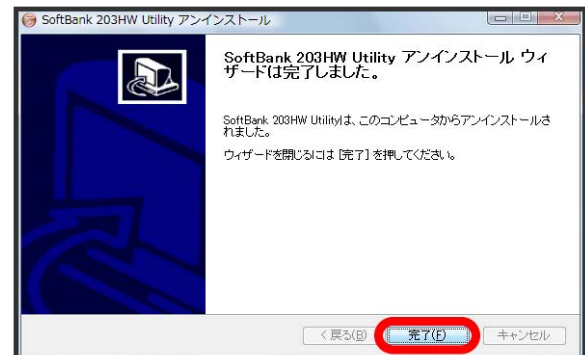 SoftBank 203HW Utility アンインストール
SoftBank 203HW Utility アンインストール ウィ
ザードは完了しました。
SoftBank 203HW Utilityは、このコンピュータからアンインストールさ
れました。
ウィザードを閉じるには [完了] を押してください。
< 戻る(B) 完了(F) キャンセル